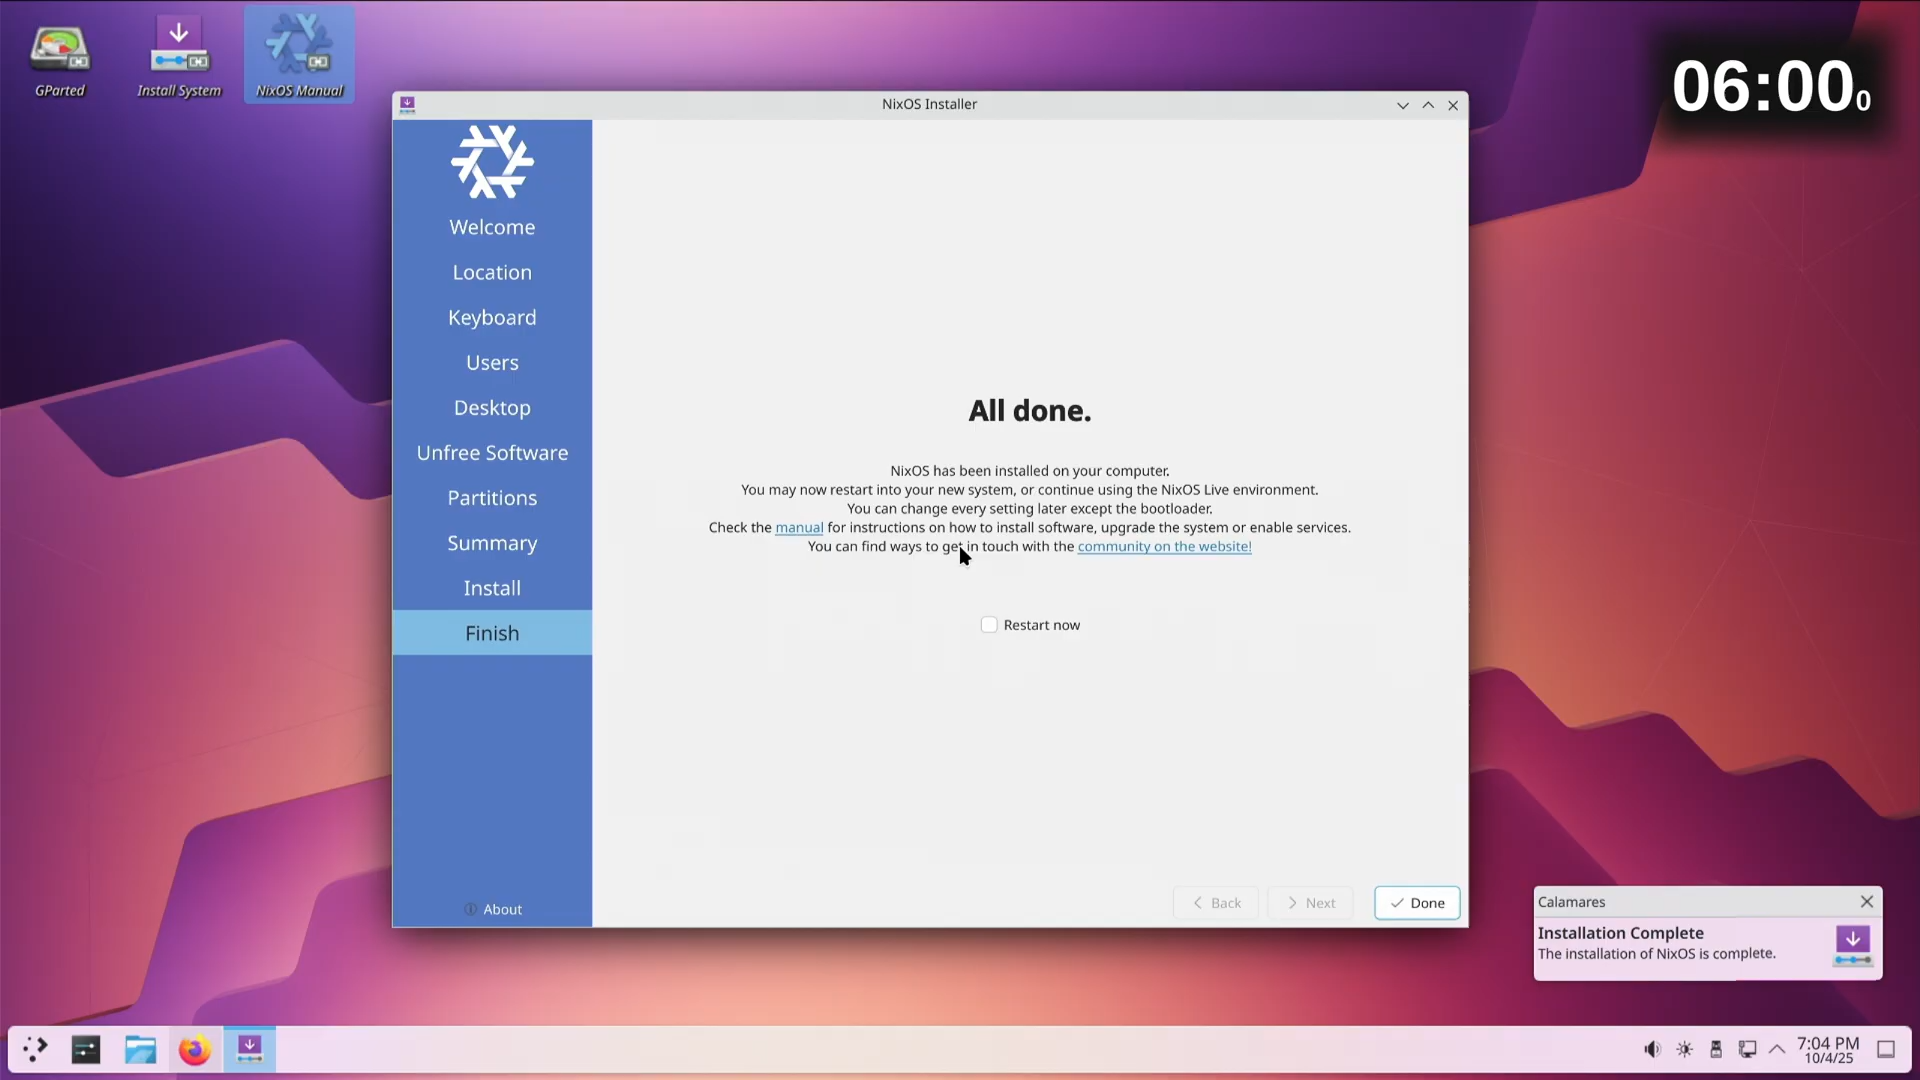 GParted
Install System
NixOS Manual
06:00₀
NixOS Installer
Welcome
Location
Keyboard
Users
Desktop
Unfree Software
Partitions
Summary
Install
Finish
About
All done.
NixOS has been installed on your computer.
You may now restart into your new system, or continue using the NixOS Live environment.
You can change every setting later except the bootloader.
Check the manual for instructions on how to install software, upgrade the system or enable services.
You can find ways to get in touch with the community on the website!
Restart now
Back
Next
Done
Calamares
Installation Complete
The installation of NixOS is complete.
7:04 PM
10/4/25